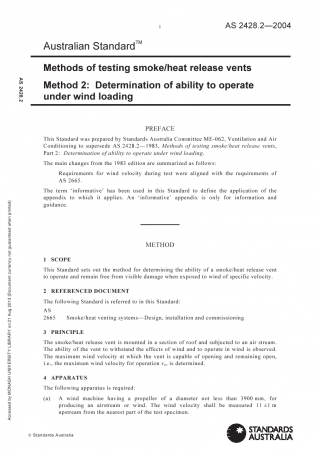 1
AS 2428.2—2004
Australian Standard™
Methods of testing smoke/heat release vents
Method 2: Determination of ability to operate
under wind loading
AS 2428.2
PREFACE
This Standard was prepared by Standards Australia Committee ME-062, Ventilation and Air
Conditioning to supersede AS 2428.2—1983, Methods of testing smoke/heat release vents,
Part 2: Determination of ability to operate under wind loading.
The main changes from the 1983 edition are summarized as follows:
Requirements for wind velocity during test were aligned with the requirements of
AS 2665.
The term ‘informative’ has been used in this Standard to define the application of the
appendix to which it applies. An ‘informative’ appendix is only for information and
guidance.
METHOD
1 SCOPE
This Standard sets out the method for determining the ability of a smoke/heat release vent
to operate and remain free from visible damage when exposed to wind of specific velocity.
2 REFERENCED DOCUMENT
The following Standard is referred to in this Standard:
AS
2665 Smoke/heat venting systems—Design, installation and commissioning
3 PRINCIPLE
The smoke/heat release vent is mounted in a section of roof and subjected to an air stream.
The ability of the vent to withstand the effects of wind and to operate in wind is observed.
The maximum wind velocity at which the vent is capable of opening and remaining open,
i.e., the maximum wind velocity for operation is determined.
4 APPARATUS
The following apparatus is required:
(a) A wind machine having a propeller of a diameter not less than 3900 mm, for
producing an airstream or wind. The wind velocity shall be measured 1 ±1 m
upstream from the nearest part of the test specimen.
Accessed by MONASH UNIVERSITY LIBRARY on 21 Aug 2013 (Document currency not guaranteed when printed)
© Standards Australia
STANDARDS
AUSTRALIA